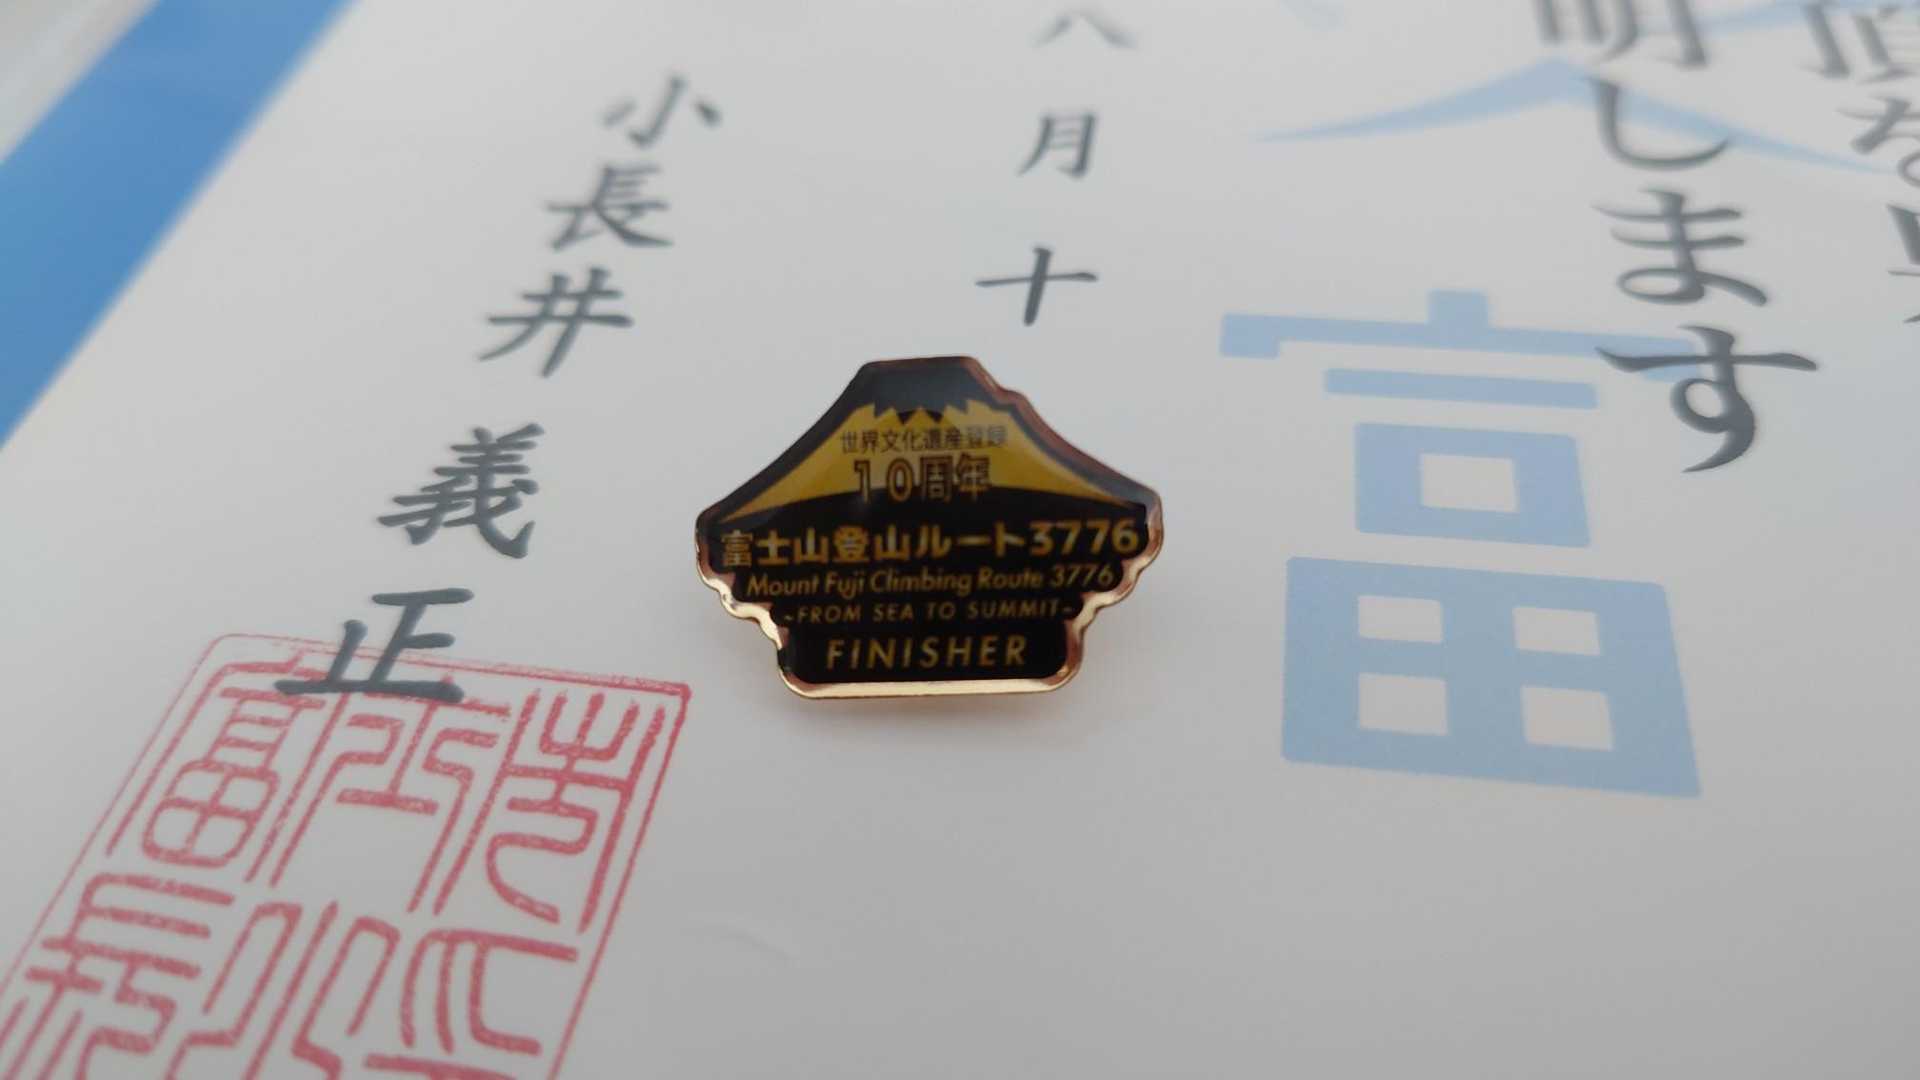 頂を
明します
八月十
小長井義正
富
世界文化遺産登録
10周年
富士山登山ルート3776
Mount Fuji Climbing Route 3776
~FROM SEA TO SUMMIT~
FINISHER